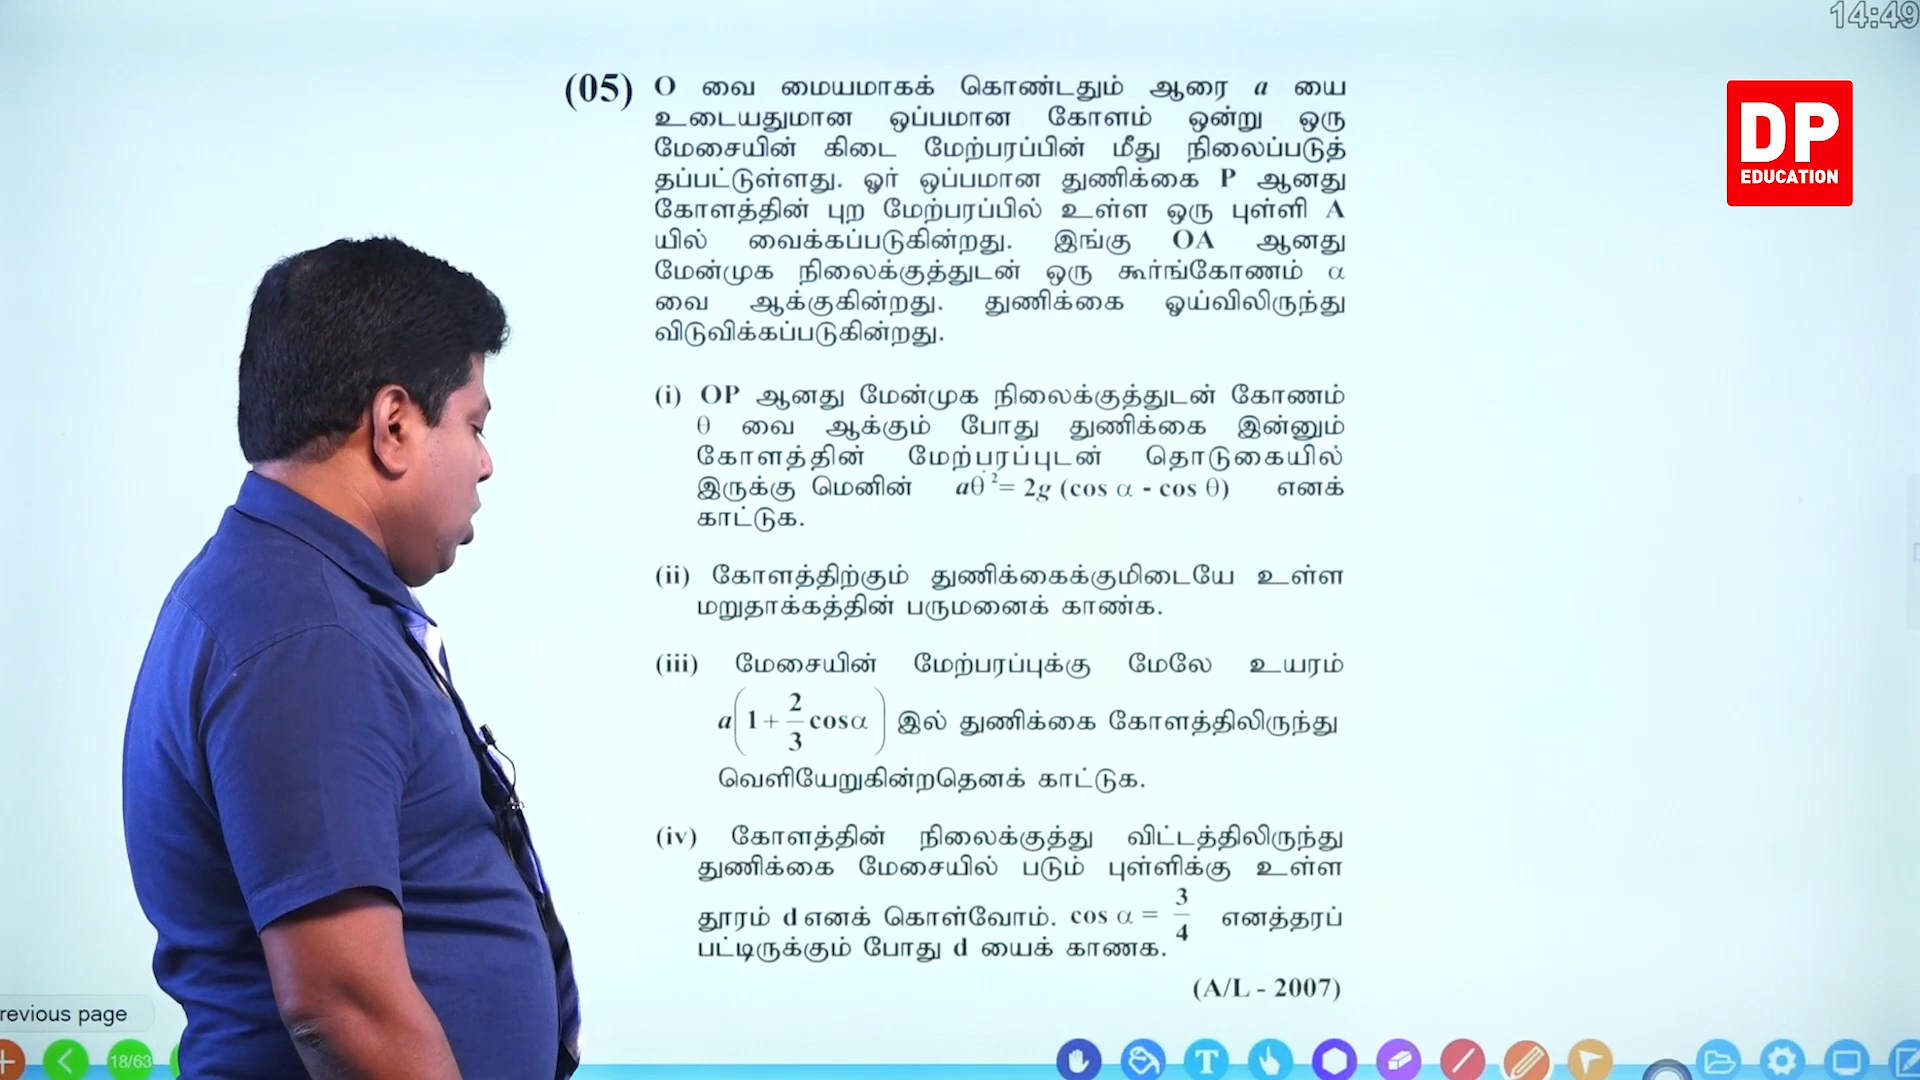 14:49
DP
EDUCATION
(05) O வை மையமாகக் கொண்டதும் ஆரை a யை
உடையதுமான ஒப்பமான கோளம் ஒன்று ஒரு
மேசையின் கிடை மேற்பரப்பின் மீது நிலைப்படுத்
தப்பட்டுள்ளது. ஓர் ஒப்பமான துணிக்கை P ஆனது
கோளத்தின் புற மேற்பரப்பில் உள்ள ஒரு புள்ளி A
யில் வைக்கப்படுகின்றது. இங்கு OA ஆனது
மேன்முக நிலைக்குத்துடன் ஒரு கூர்ங்கோணம் α
வை ஆக்குகின்றது. துணிக்கை ஓய்விலிருந்து
விடுவிக்கப்படுகின்றது.
(i) OP ஆனது மேன்முக நிலைக்குத்துடன் கோணம்
θ வை ஆக்கும் போது துணிக்கை இன்னும்
கோளத்தின் மேற்பரப்புடன் தொடுகையில்
இருக்கு மெனின் aθ̇² = 2g (cos α - cos θ) எனக்
காட்டுக.
(ii) கோளத்திற்கும் துணிக்கைக்குமிடையே உள்ள
மறுதாக்கத்தின் பருமனைக் காண்க.
(iii) மேசையின் மேற்பரப்புக்கு மேலே உயரம்
a(1 + 2/3 cosα) இல் துணிக்கை கோளத்திலிருந்து
வெளியேறுகின்றதெனக் காட்டுக.
(iv) கோளத்தின் நிலைக்குத்து விட்டத்திலிருந்து
துணிக்கை மேசையில் படும் புள்ளிக்கு உள்ள
தூரம் d எனக் கொள்வோம். cos α = 3/4 எனத்தரப்
பட்டிருக்கும் போது d யைக் காணக.
(A/L - 2007)
revious page
18/63